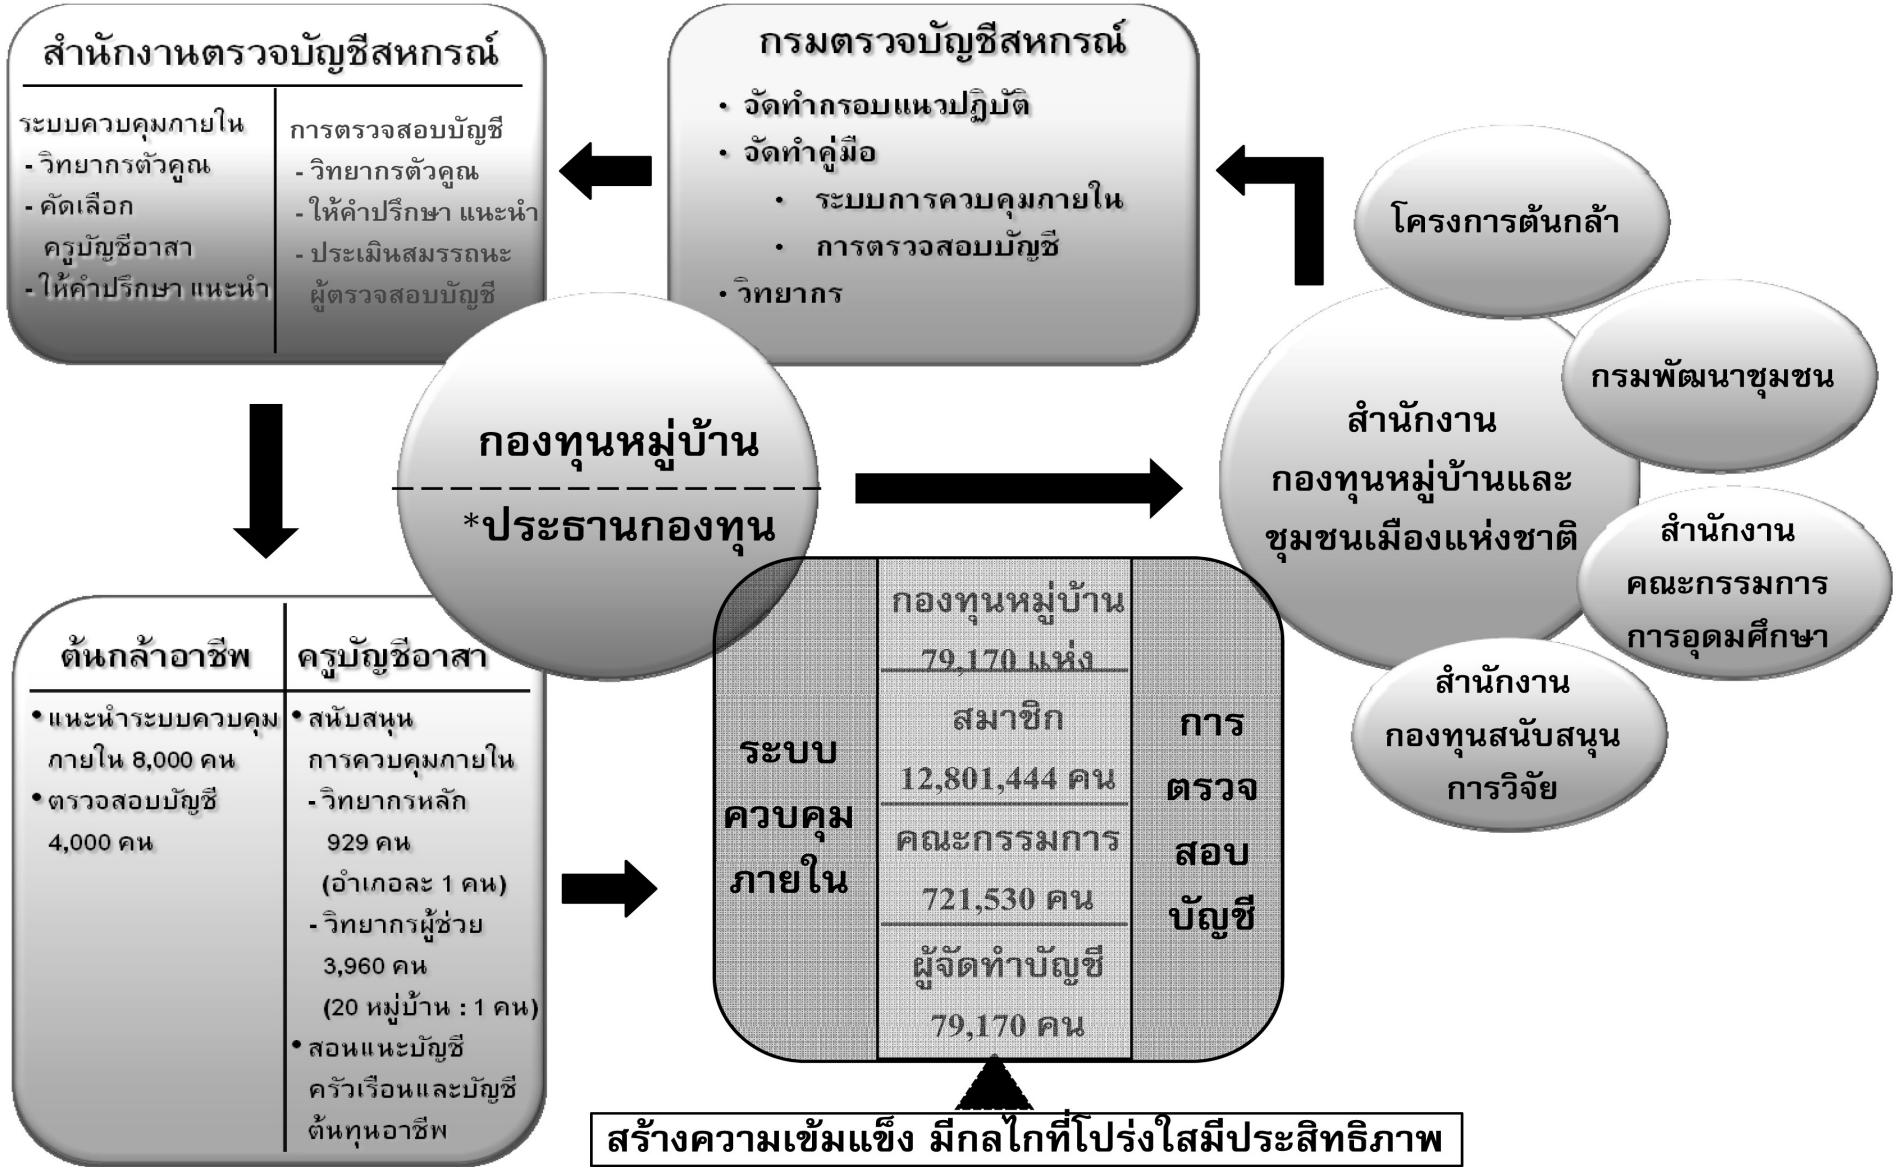 สำนักงานตรวจบัญชีสหกรณ์
ระบบควบคุมภายใน
- วิทยากรตัวคูณ
- คัดเลือก
ครูบัญชีอาสา
- ให้คำปรึกษา แนะนำ
การตรวจสอบบัญชี
- วิทยากรตัวคูณ
- ให้คำปรึกษา แนะนำ
- ประเมินสมรรถนะ
ผู้ตรวจสอบบัญชี
กรมตรวจบัญชีสหกรณ์
• จัดทำกรอบแนวปฏิบัติ
• จัดทำคู่มือ
• ระบบการควบคุมภายใน
• การตรวจสอบบัญชี
• วิทยากร
โครงการต้นกล้า
กรมพัฒนาชุมชน
สำนักงาน
กองทุนหมู่บ้านและ
ชุมชนเมืองแห่งชาติ
สำนักงาน
คณะกรรมการ
การอุดมศึกษา
สำนักงาน
กองทุนสนับสนุน
การวิจัย
กองทุนหมู่บ้าน
*ประธานกองทุน
ต้นกล้าอาชีพ
• แนะนำระบบควบคุม
ภายใน 8,000 คน
• ตรวจสอบบัญชี
4,000 คน
ครูบัญชีอาสา
• สนับสนุน
การควบคุมภายใน
- วิทยากรหลัก
929 คน
(อำเภอละ 1 คน)
- วิทยากรผู้ช่วย
3,960 คน
(20 หมู่บ้าน : 1 คน)
• สอนแนะบัญชี
ครัวเรือนและบัญชี
ต้นทุนอาชีพ
ระบบ
ควบคุม
ภายใน
กองทุนหมู่บ้าน
79,170 แห่ง
สมาชิก
12,801,444 คน
คณะกรรมการ
721,530 คน
ผู้จัดทำบัญชี
79,170 คน
การ
ตรวจ
สอบ
บัญชี
สร้างความเข้มแข็ง มีกลไกที่โปร่งใสมีประสิทธิภาพ